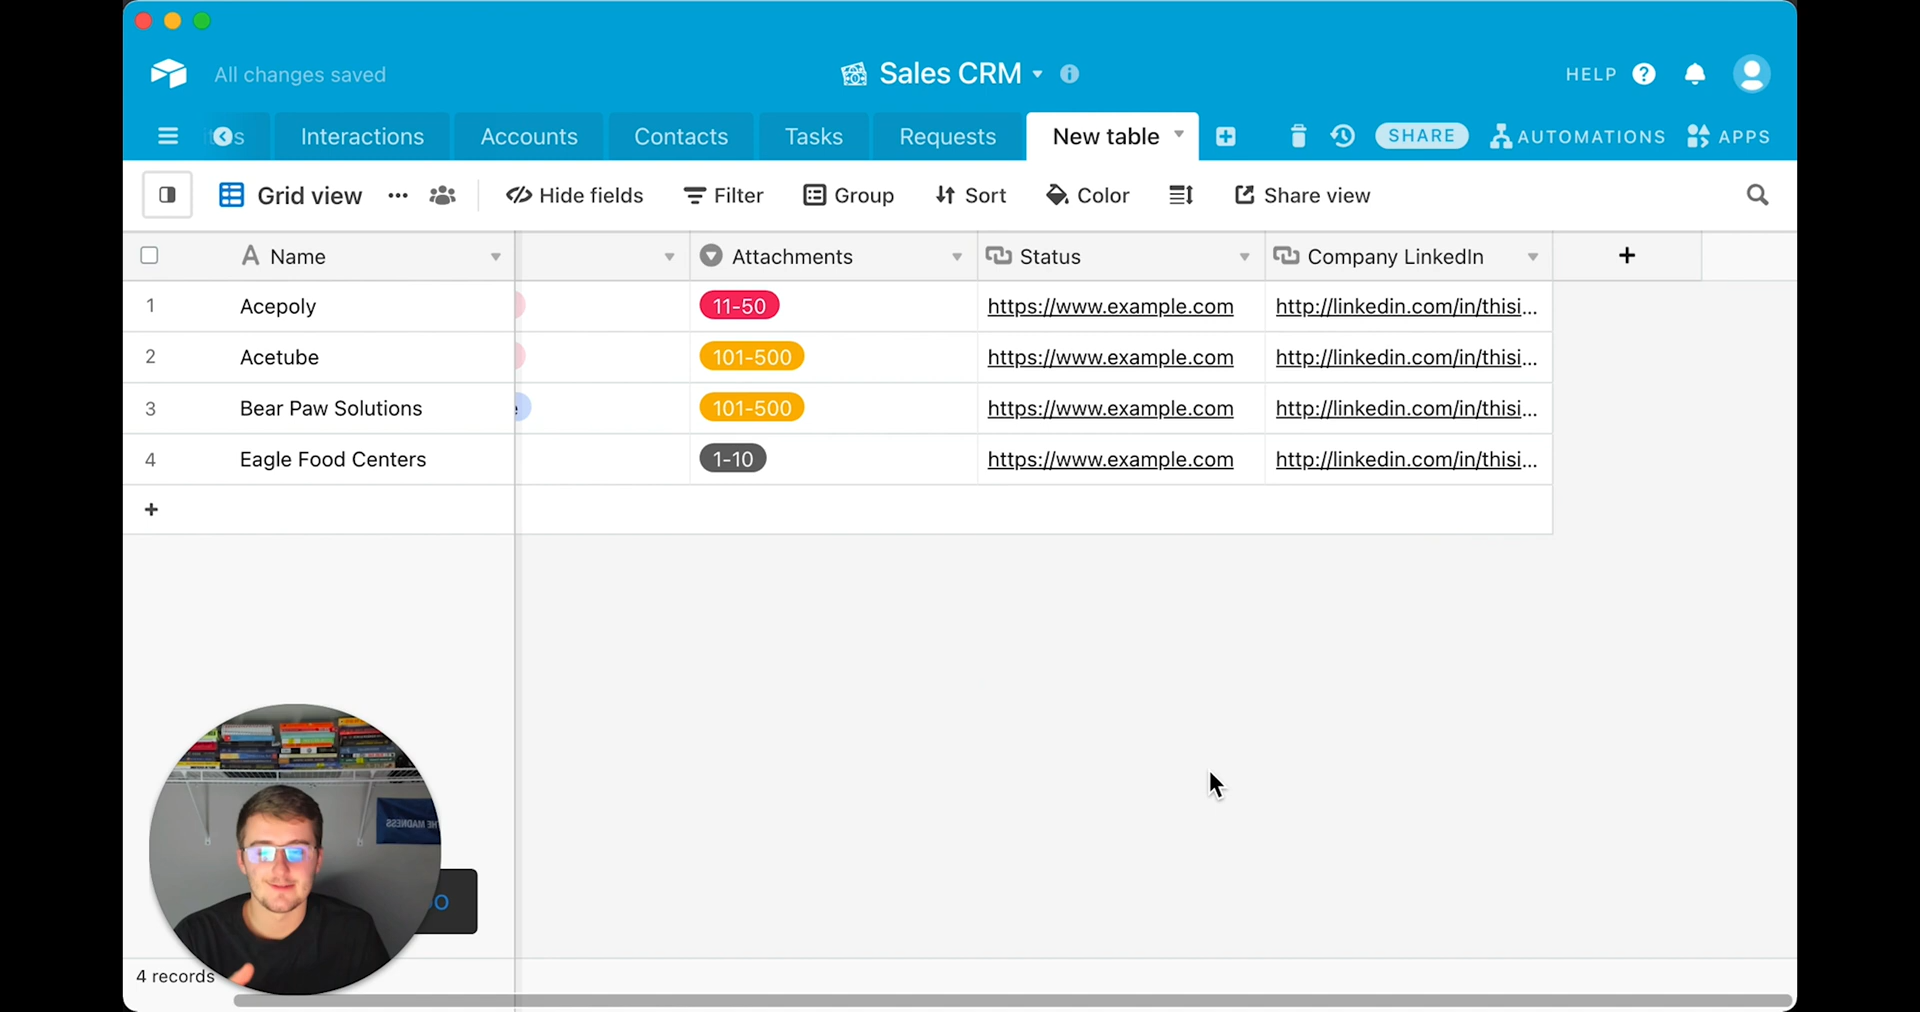 All changes saved
Sales CRM
HELP
Interactions
Accounts
Contacts
Tasks
Requests
New table
SHARE
AUTOMATIONS
APPS
Grid view
Hide fields
Filter
Group
Sort
Color
Share view
Name
Attachments
Status
Company LinkedIn
1 Acepoly 11-50 https://www.example.com http://linkedin.com/in/thisi...
2 Acetube 101-500 https://www.example.com http://linkedin.com/in/thisi...
3 Bear Paw Solutions 101-500 https://www.example.com http://linkedin.com/in/thisi...
4 Eagle Food Centers 1-10 https://www.example.com http://linkedin.com/in/thisi...
THE MADNESS
4 records